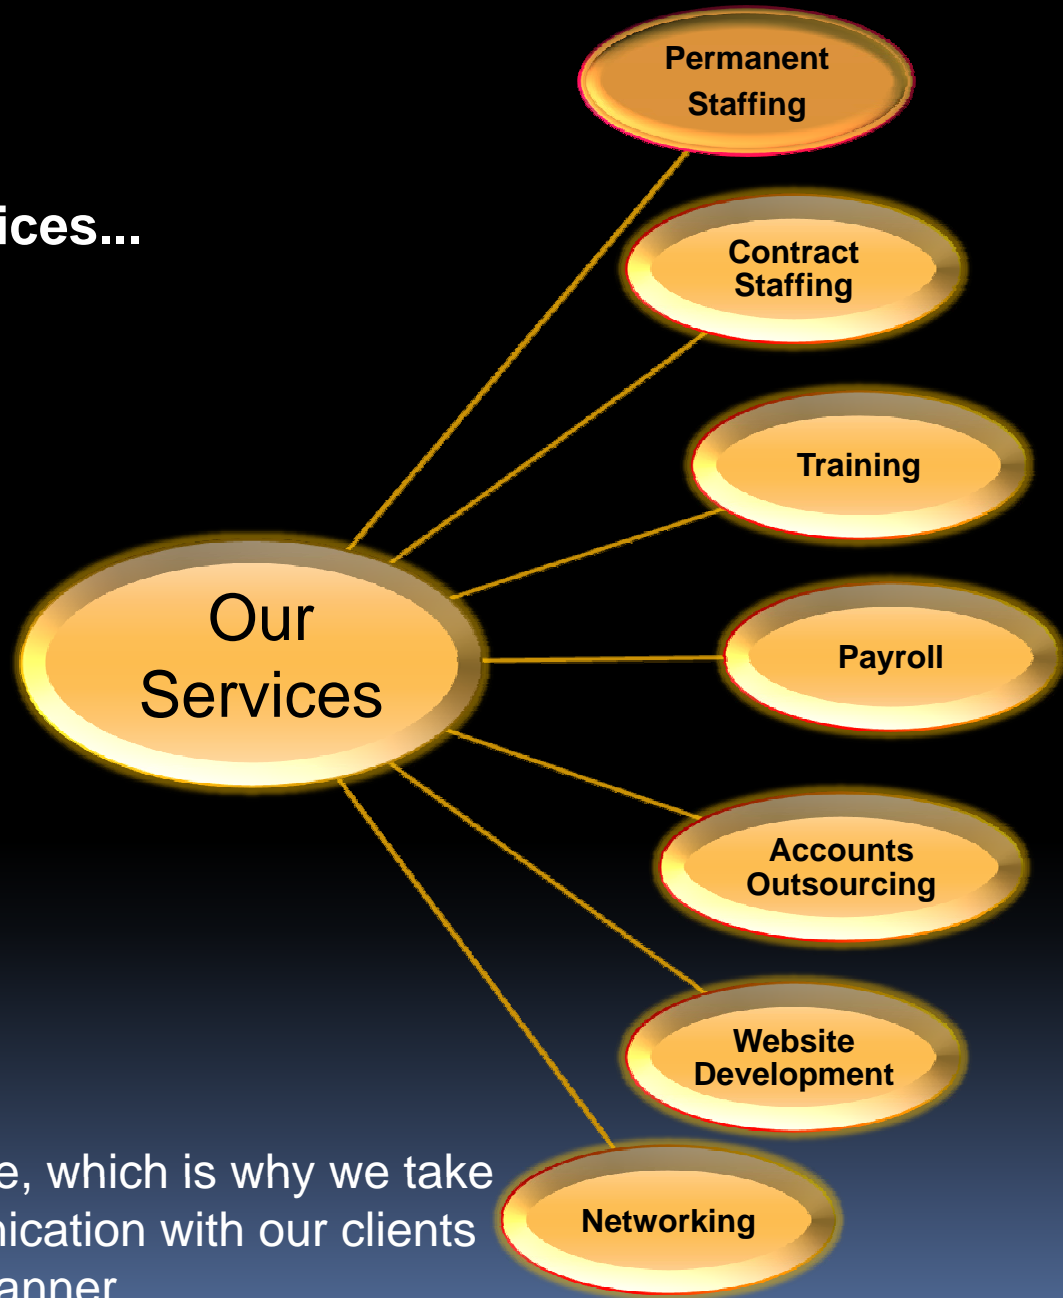 ices...
Permanent
Staffing
Contract
Staffing
Training
Our
Services
Payroll
Accounts
Outsourcing
Website
Development
Networking
e, which is why we take
nication with our clients
anner